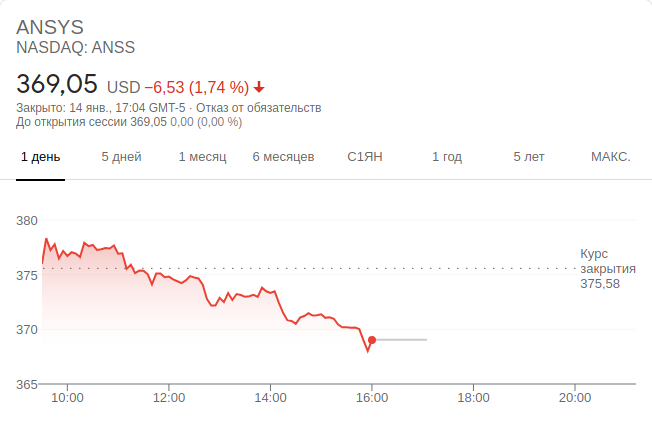 ANSYS
NASDAQ: ANSS
369,05 USD −6,53 (1,74 %)
Закрыто: 14 янв., 17:04 GMT-5 · Отказ от обязательств
До открытия сессии 369,05 0,00 (0,00 %)
1 день 5 дней 1 месяц 6 месяцев С1ЯН 1 год 5 лет МАКС.
380
Курс
375 закрытия
375,58
370
365
10:00 12:00 14:00 16:00 18:00 20:00